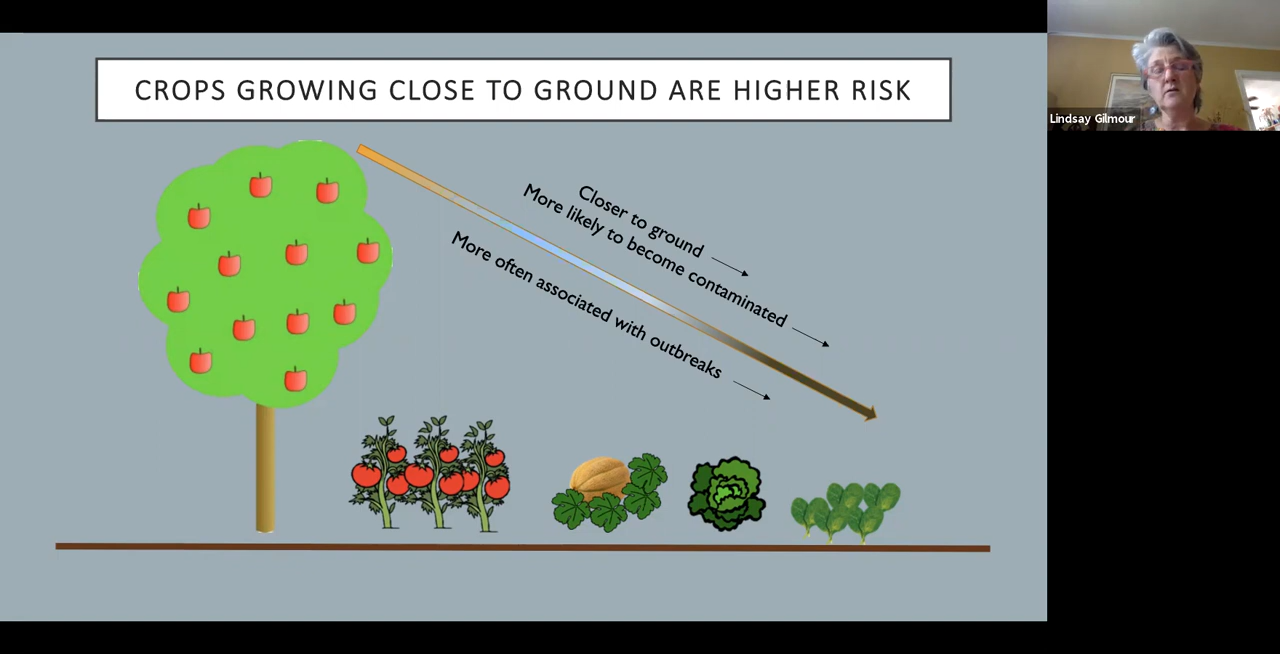 CROPS GROWING CLOSE TO GROUND ARE HIGHER RISK
Lindsay Gilmour
Closer to ground
More likely to become contaminated
More often associated with outbreaks